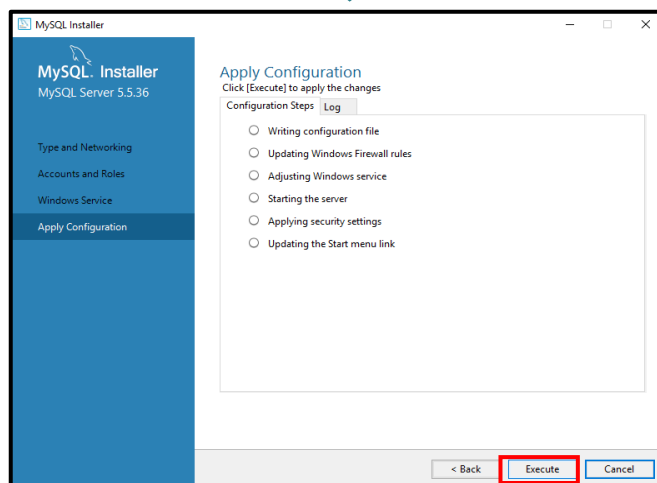 MySQL Installer
MySQL. Installer
MySQL Server 5.5.36
Type and Networking
Accounts and Roles
Windows Service
Apply Configuration
Apply Configuration
Click [Execute] to apply the changes
Configuration Steps Log
Writing configuration file
Updating Windows Firewall rules
Adjusting Windows service
Starting the server
Applying security settings
Updating the Start menu link
< Back Execute Cancel